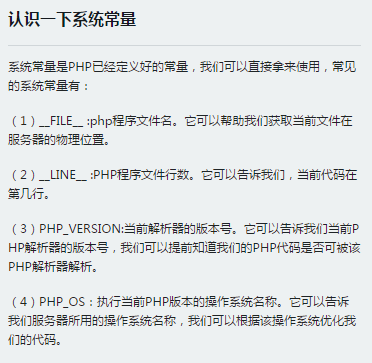 认识一下系统常量
系统常量是PHP已经定义好的常量，我们可以直接拿来使用，常见
的系统常量有：
（1）__FILE__ :php程序文件名。它可以帮助我们获取当前文件在
服务器的物理位置。
（2）__LINE__ :PHP程序文件行数。它可以告诉我们，当前代码在
第几行。
（3）PHP_VERSION:当前解析器的版本号。它可以告诉我们当前P
HP解析器的版本号，我们可以提前知道我们的PHP代码是否可被该
PHP解析器解析。
（4）PHP_OS：执行当前PHP版本的操作系统名称。它可以告诉
我们服务器所用的操作系统名称，我们可以根据该操作系统优化我
们的代码。